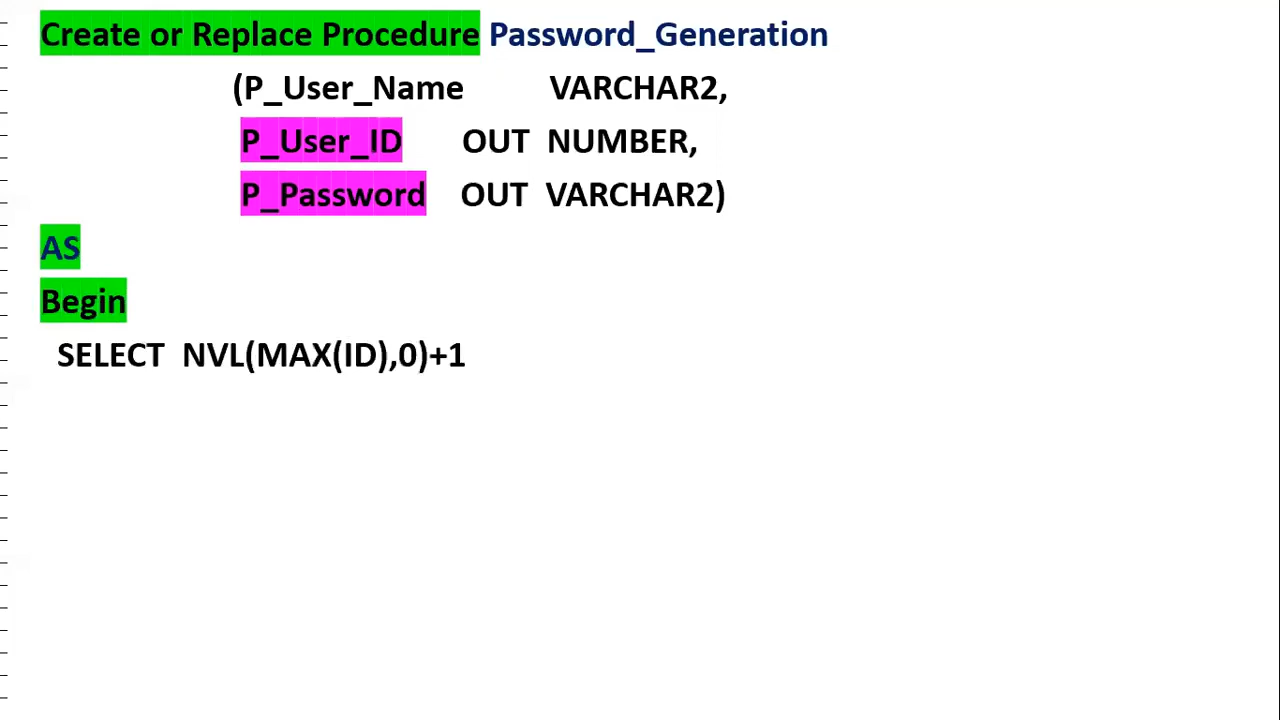 Create or Replace Procedure Password_Generation
(P_User_Name VARCHAR2,
P_User_ID OUT NUMBER,
P_Password OUT VARCHAR2)
AS
Begin
SELECT NVL(MAX(ID),0)+1